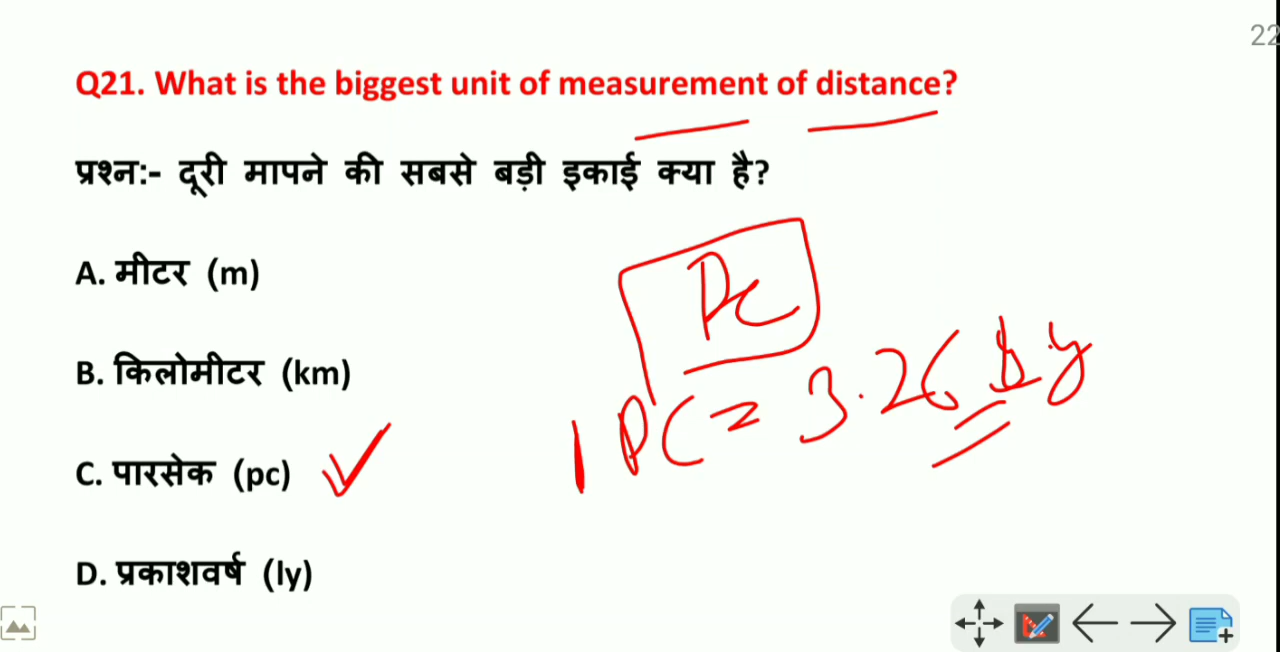 22
Q21. What is the biggest unit of measurement of distance?
प्रश्न:- दूरी मापने की सबसे बड़ी इकाई क्या है?
A. मीटर (m)
Pc
B. किलोमीटर (km)
1 PC = 3.26 ly
C. पारसेक (pc)
D. प्रकाशवर्ष (ly)